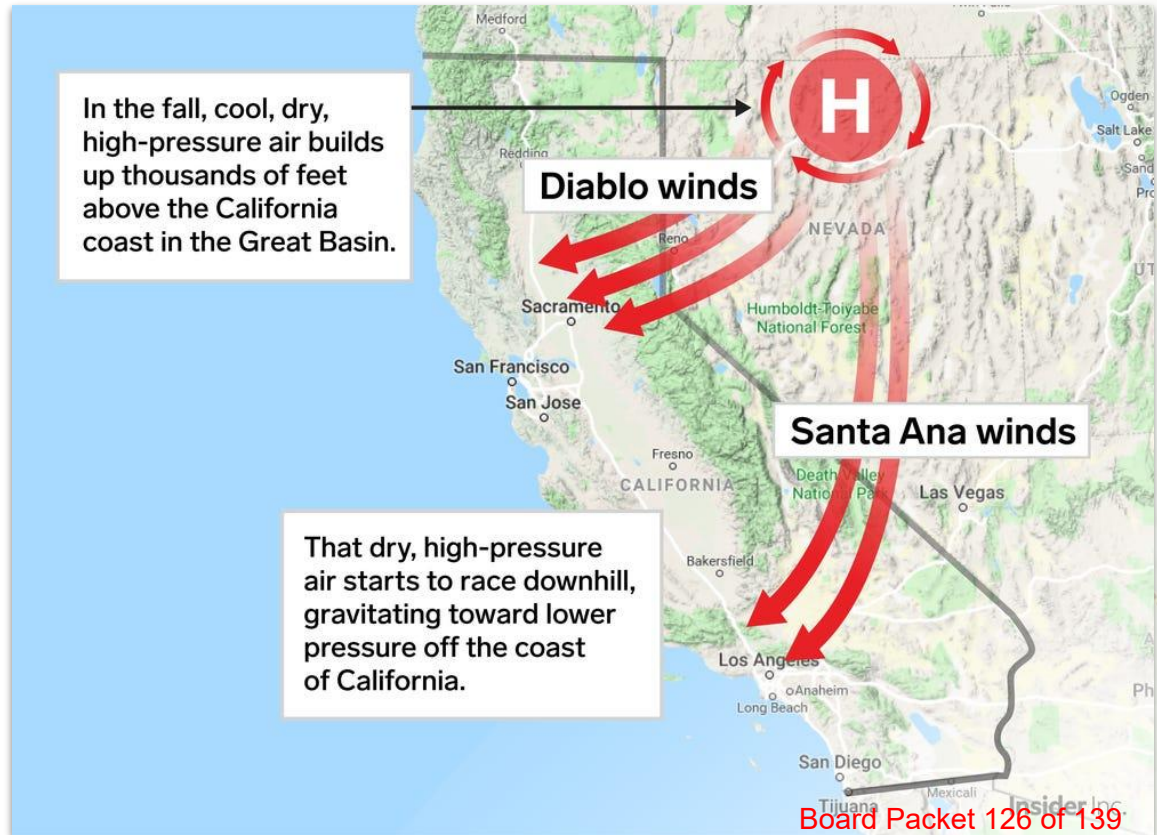 Medford
In the fall, cool, dry,
high-pressure air builds
up thousands of feet
above the California
coast in the Great Basin.
H
Ogden
Salt Lake
Sand
Pro
Redding
Diablo winds
NEVADA
Reno
UT
Sacramento
Humboldt-Toiyabe
National Forest
San Francisco
San Jose
Santa Ana winds
Fresno
CALIFORNIA
Death Valley
National Park
Las Vegas
That dry, high-pressure
air starts to race downhill,
gravitating toward lower
pressure off the coast
of California.
Bakersfield
Los Angeles
Anaheim
Long Beach
Ph
San Diego
Tijuana
Mexicali
Insider Inc.
Board Packet 126 of 139